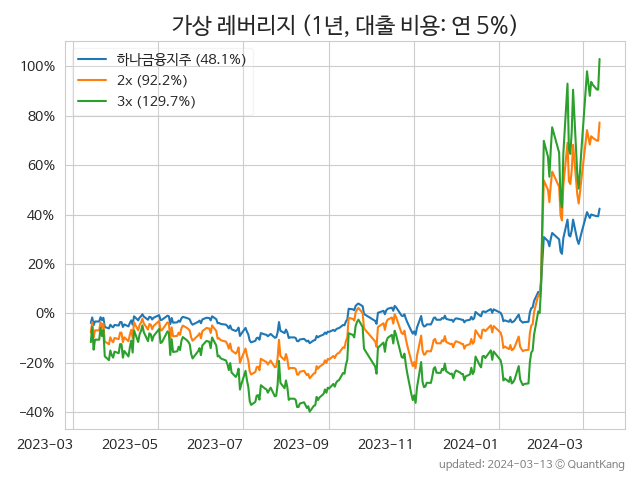 가상 레버리지 (1년, 대출 비용: 연 5%)
하나금융지주 (48.1%)
2x (92.2%)
3x (129.7%)
100%
80%
60%
40%
20%
0%
−20%
−40%
2023-03 2023-05 2023-07 2023-09 2023-11 2024-01 2024-03
updated: 2024-03-13 © QuantKang